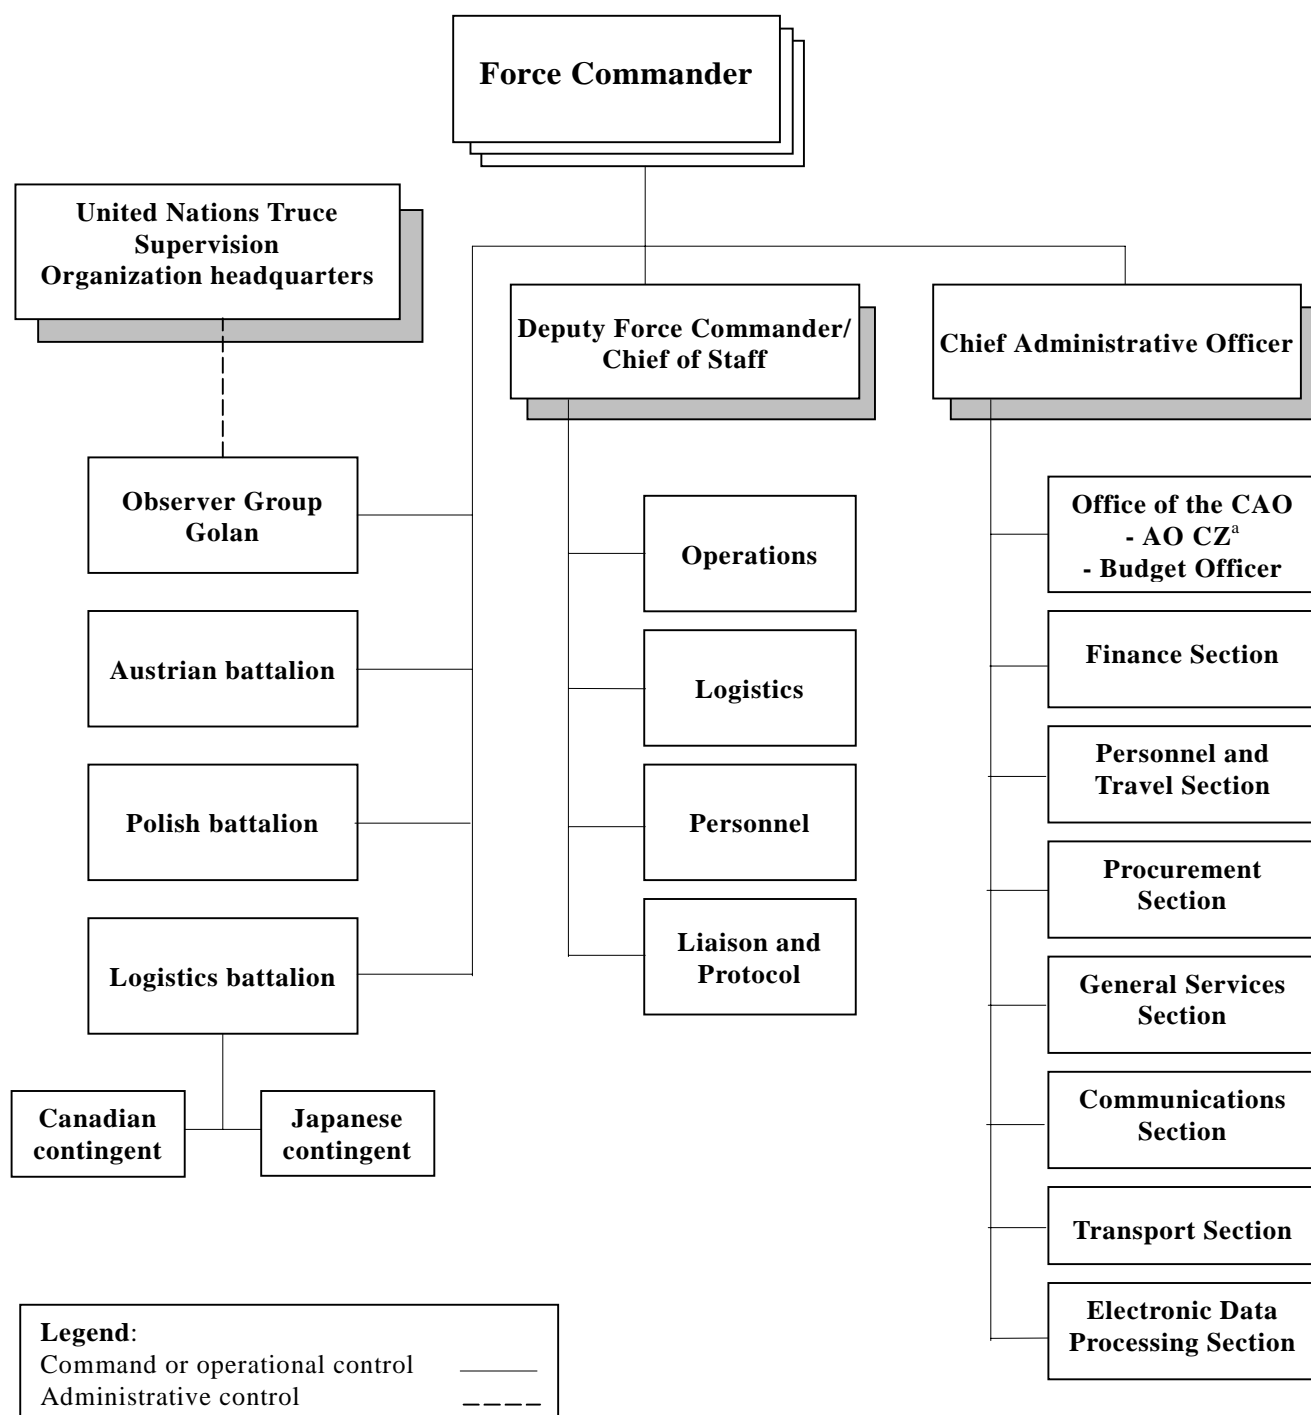 Force Commander
United Nations Truce
Supervision
Organization headquarters
Deputy Force Commander/
Chief of Staff
Chief Administrative Officer
Observer Group
Golan
Austrian battalion
Polish battalion
Logistics battalion
Canadian
contingent
Japanese
contingent
Operations
Logistics
Personnel
Liaison and
Protocol
Office of the CAO
- AO CZᵃ
- Budget Officer
Finance Section
Personnel and
Travel Section
Procurement
Section
General Services
Section
Communications
Section
Transport Section
Electronic Data
Processing Section
Legend:
Command or operational control
Administrative control